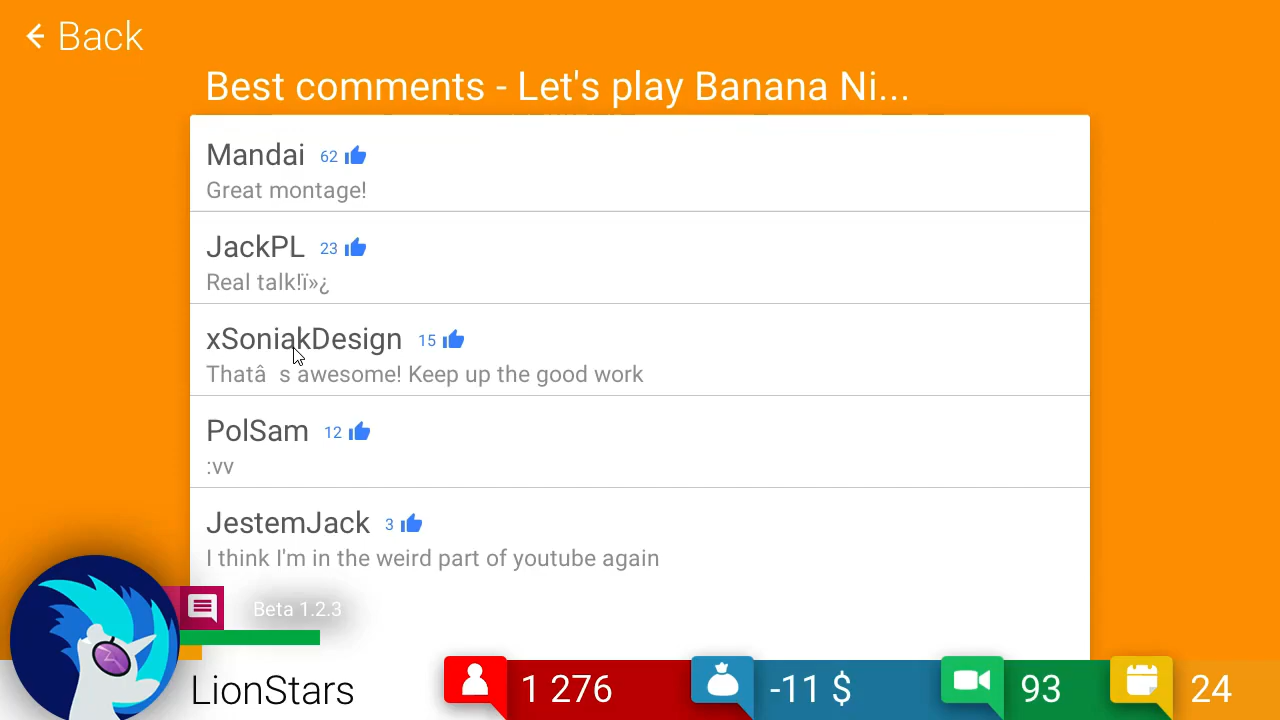 Back
Best comments - Let's play Banana Ni...
Mandai 62
Great montage!
JackPL 23
Real talk!ï»¿
xSoniakDesign 15
Thatâ s awesome! Keep up the good work
PolSam 12
:vv
JestemJack 3
I think I'm in the weird part of youtube again
Beta 1.2.3
LionStars
1 276
-11 $
93
24